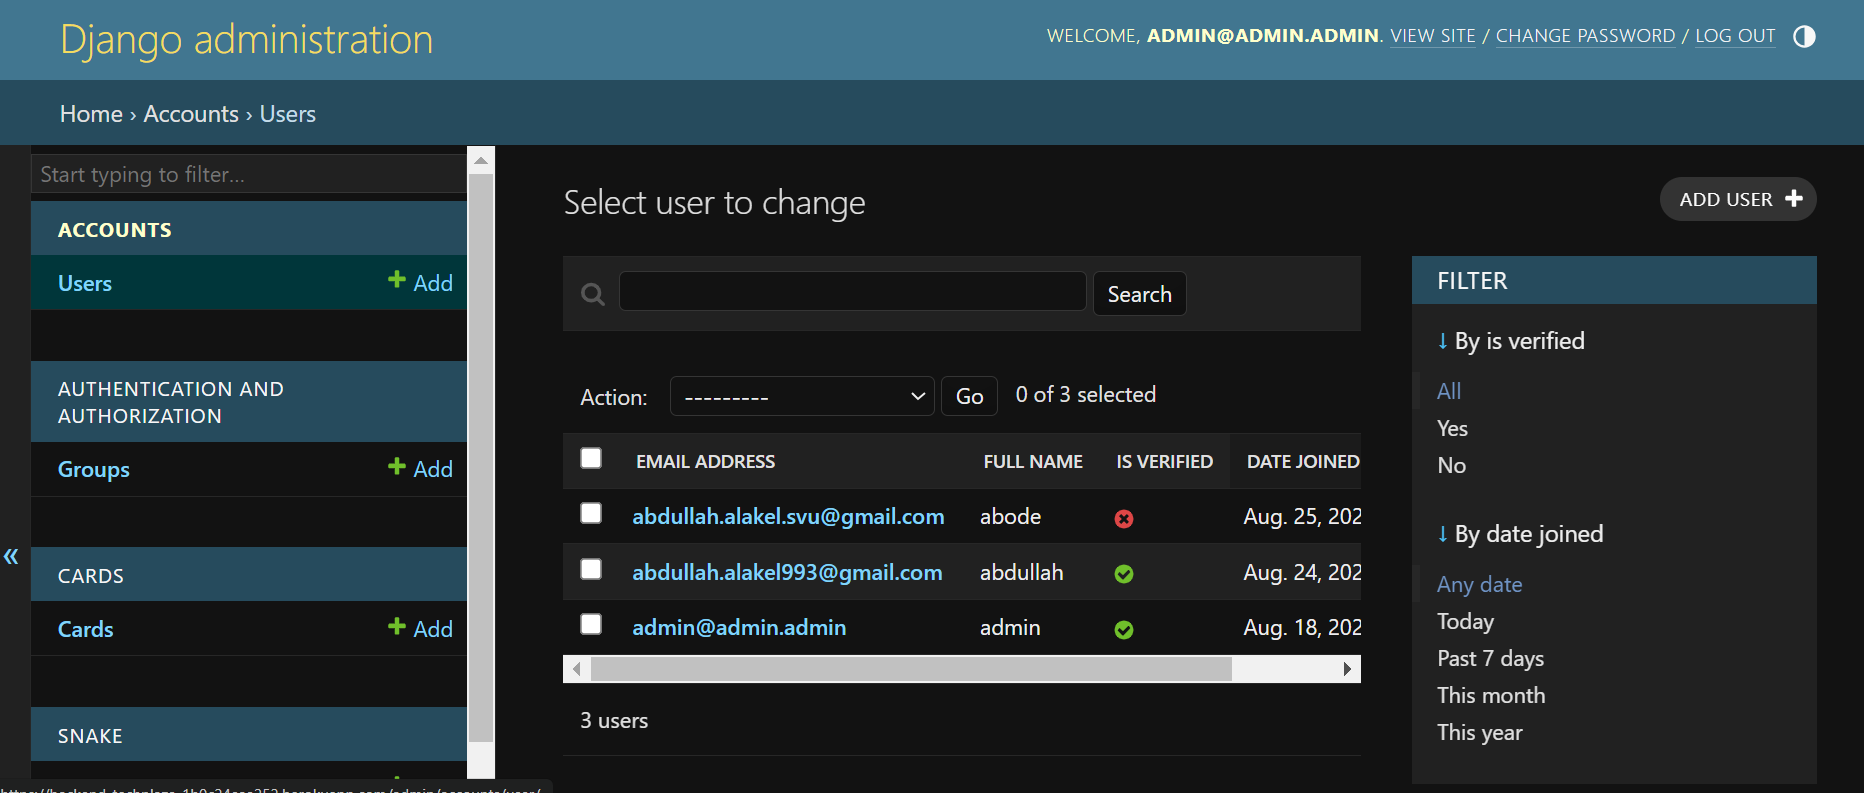 Django administration
WELCOME, ADMIN@ADMIN.ADMIN. VIEW SITE / CHANGE PASSWORD / LOG OUT
Home › Accounts › Users
Start typing to filter...
ACCOUNTS
Users + Add
AUTHENTICATION AND
AUTHORIZATION
Groups + Add
CARDS
Cards + Add
SNAKE
«
Select user to change
ADD USER +
Search
Action: --------- Go 0 of 3 selected
EMAIL ADDRESS FULL NAME IS VERIFIED DATE JOINED
abdullah.alakel.svu@gmail.com abode Aug. 25, 202
abdullah.alakel993@gmail.com abdullah Aug. 24, 202
admin@admin.admin admin Aug. 18, 202
3 users
FILTER
↓ By is verified
All
Yes
No
↓ By date joined
Any date
Today
Past 7 days
This month
This year